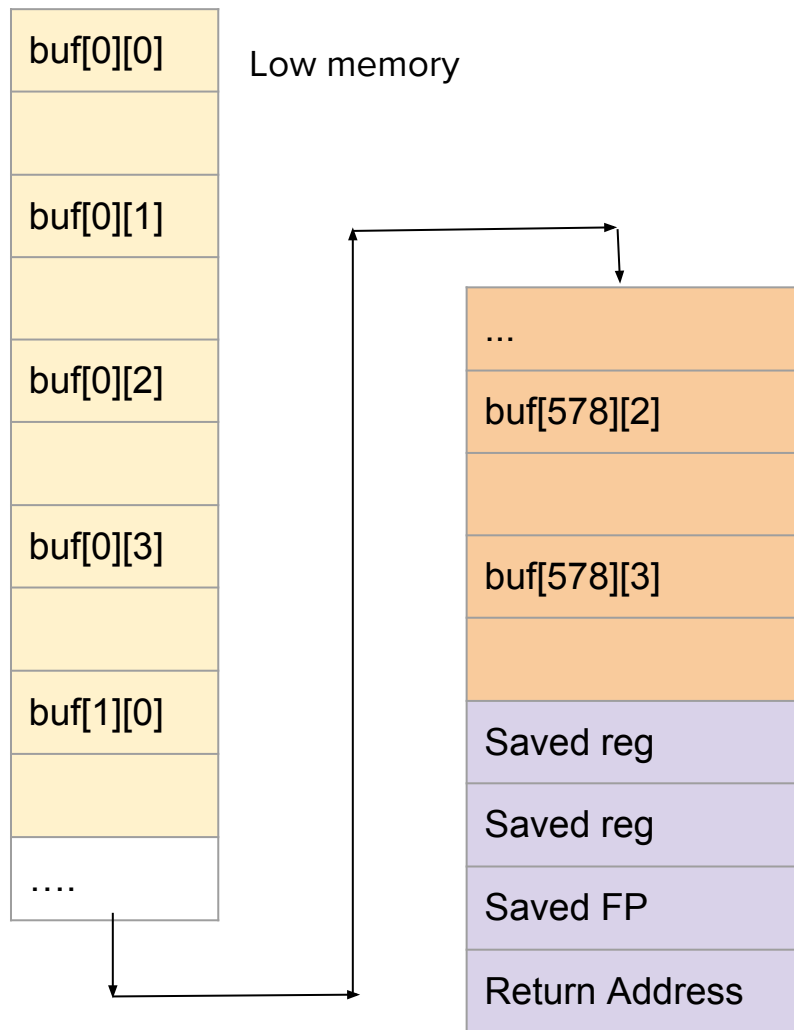 buf[0][0]
Low memory
buf[0][1]
buf[0][2]
buf[0][3]
buf[1][0]
....
...
buf[578][2]
buf[578][3]
Saved reg
Saved reg
Saved FP
Return Address